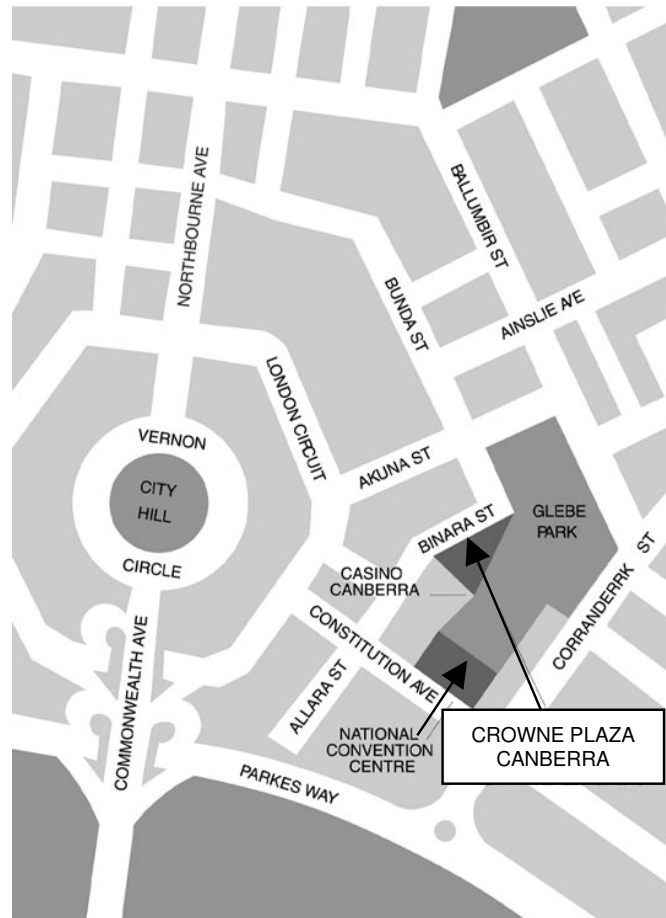 NORTHBOURNE AVE
BALLUMBIR ST
BUNDA ST
AINSLIE AVE
LONDON CIRCUIT
VERNON
CITY
HILL
CIRCLE
AKUNA ST
GLEBE
PARK
BINARA ST
CASINO
CANBERRA
CORRANDERRK ST
CONSTITUTION AVE
ALLARA ST
COMMONWEALTH AVE
NATIONAL
CONVENTION
CENTRE
CROWNE PLAZA
CANBERRA
PARKES WAY